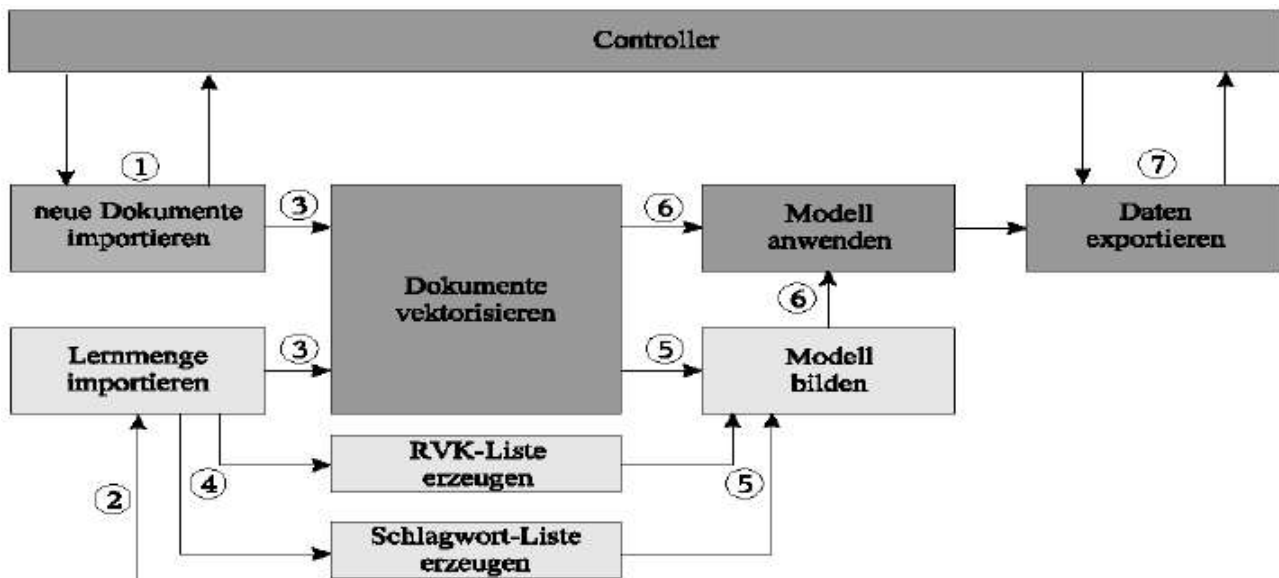 Controller
①
⑦
neue Dokumente
importieren
③
Dokumente
vektorisieren
⑥
Modell
anwenden
Daten
exportieren
⑥
Lernmenge
importieren
③
⑤
Modell
bilden
②
④
RVK-Liste
erzeugen
⑤
Schlagwort-Liste
erzeugen